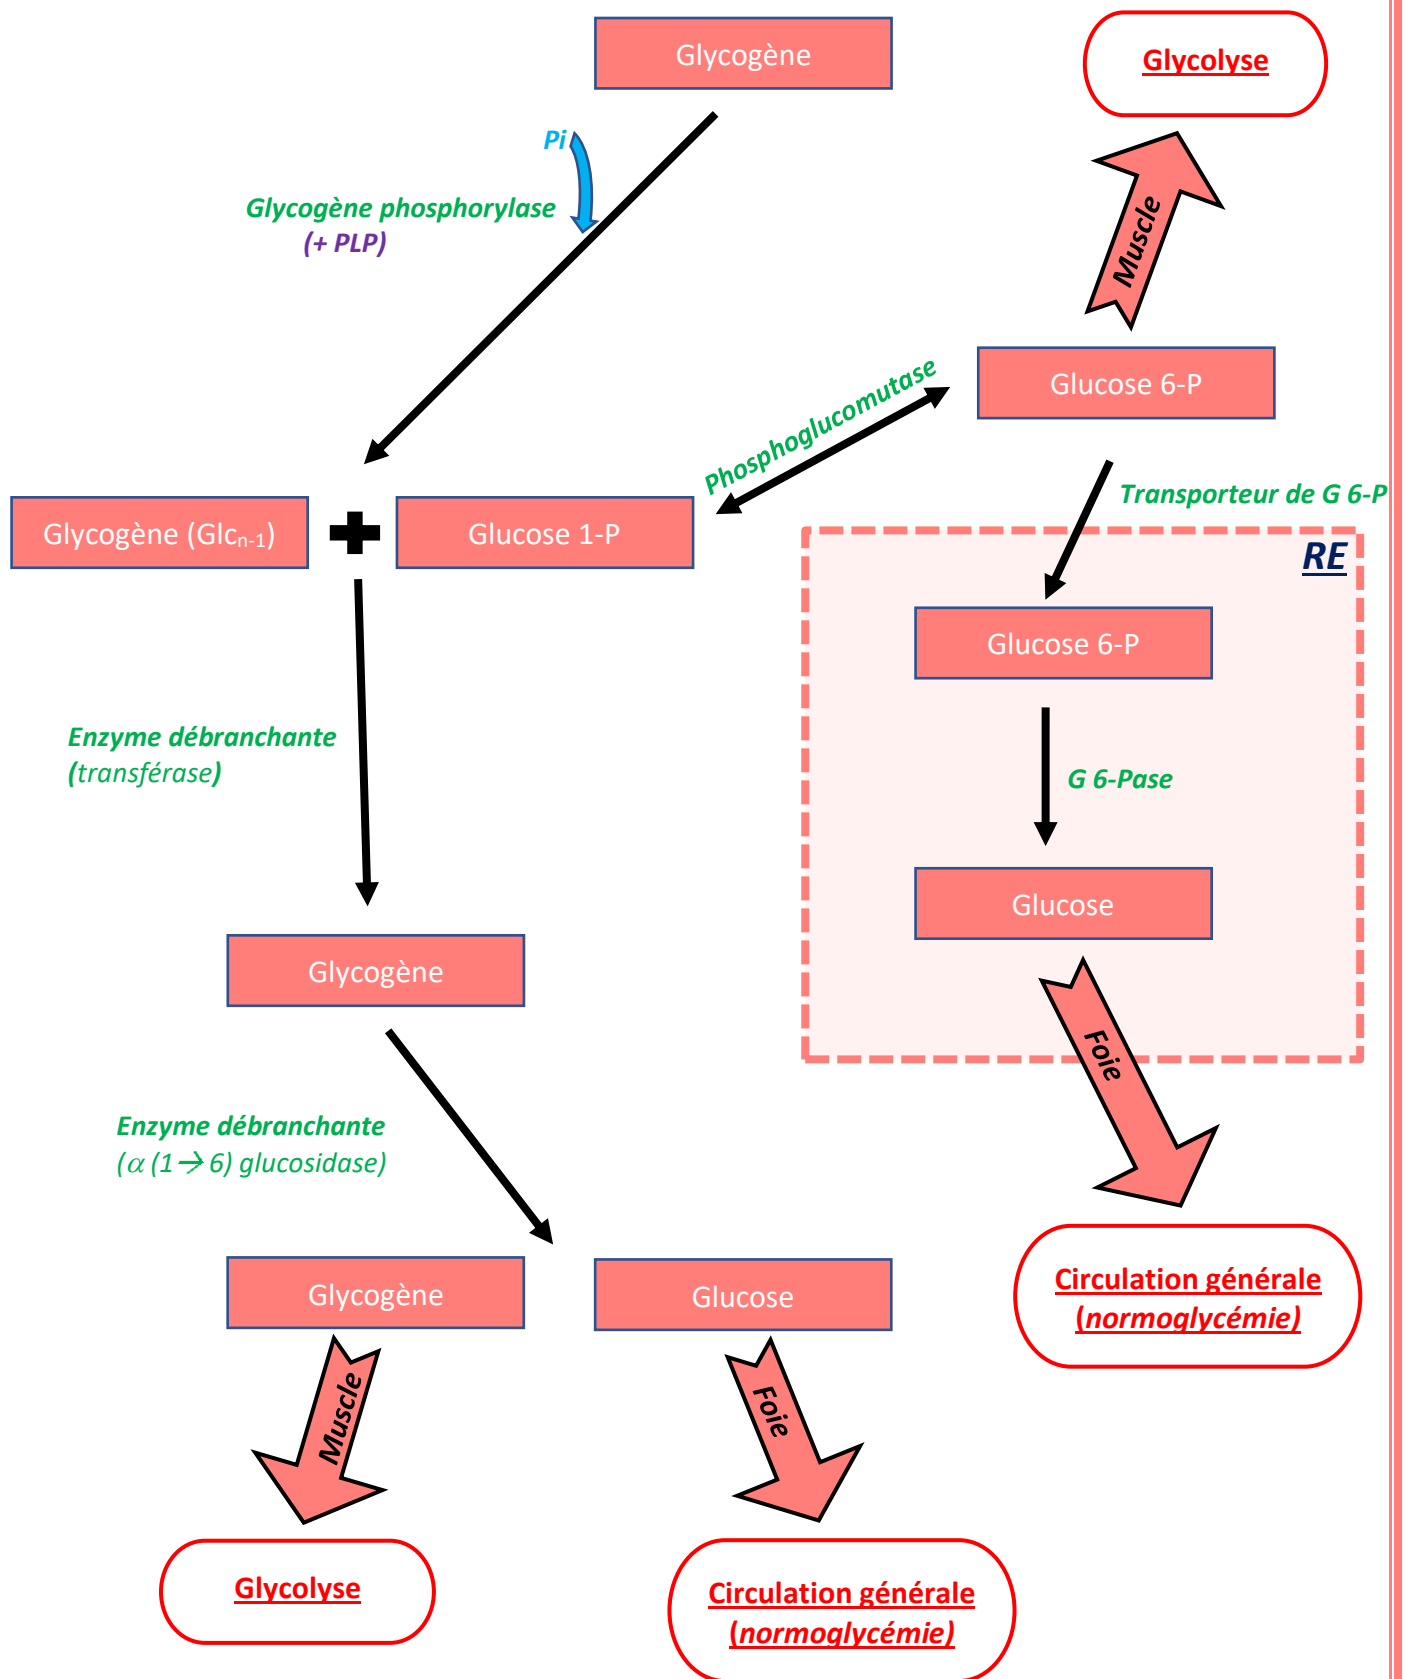 Glycogène
Glycolyse
Pi
Glycogène phosphorylase
(+ PLP)
Muscle
Glucose 6-P
Phosphoglucomutase
Transporteur de G 6-P
Glycogène (Glcn-1)
Glucose 1-P
RE
Glucose 6-P
Enzyme débranchante
(transférase)
G 6-Pase
Glucose
Glycogène
Foie
Enzyme débranchante
(α (1→ 6) glucosidase)
Glycogène
Glucose
Circulation générale
(normoglycémie)
Muscle
Foie
Glycolyse
Circulation générale
(normoglycémie)